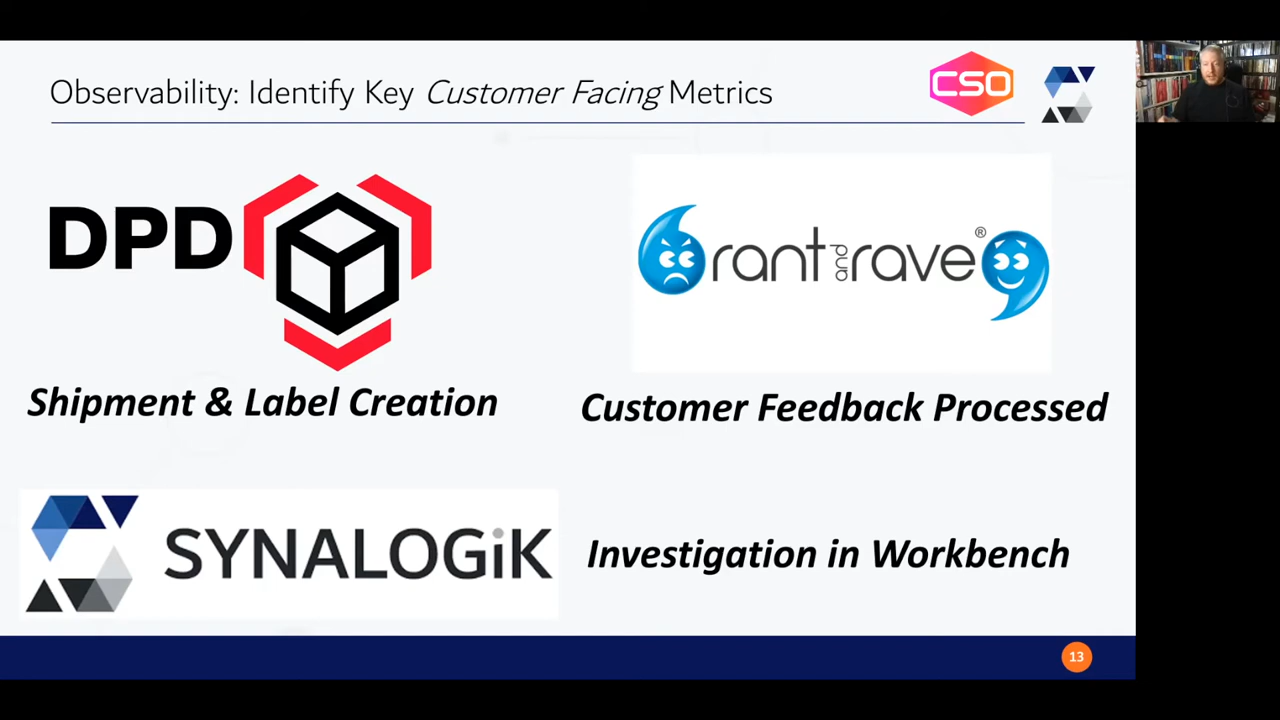 Observability: Identify Key Customer Facing Metrics
CSO
DPD
rant and rave®
Shipment & Label Creation
Customer Feedback Processed
SYNALOGiK
Investigation in Workbench
13